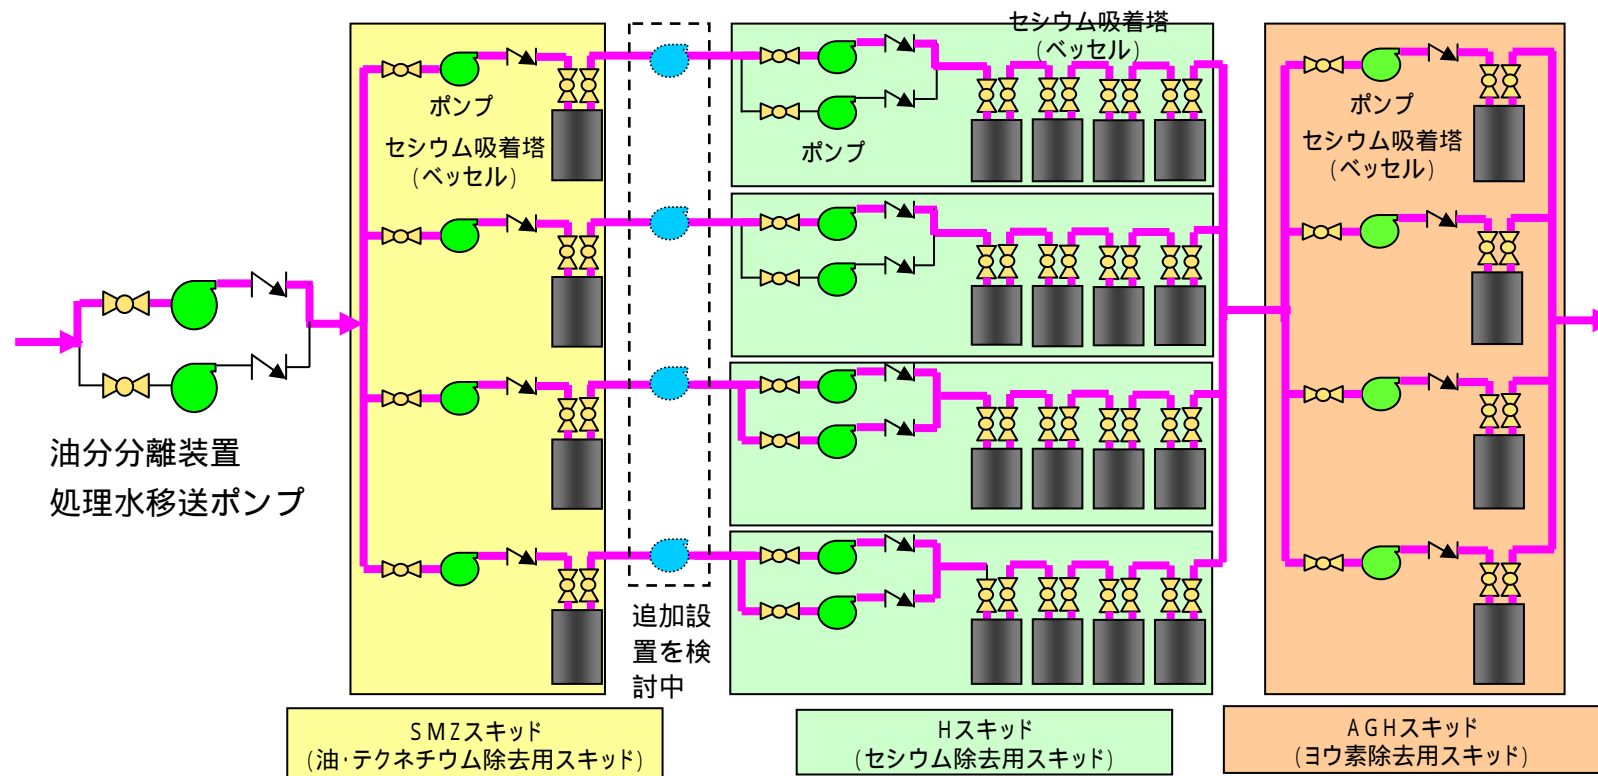 セシウム吸着塔
(ベッセル)
ポンプ
セシウム吸着塔
(ベッセル)
ポンプ
ポンプ
セシウム吸着塔
(ベッセル)
油分分離装置
処理水移送ポンプ
追加設
置を検
討中
SMZスキッド
(油・テクネチウム除去用スキッド)
Hスキッド
(セシウム除去用スキッド)
AGHスキッド
(ヨウ素除去用スキッド)